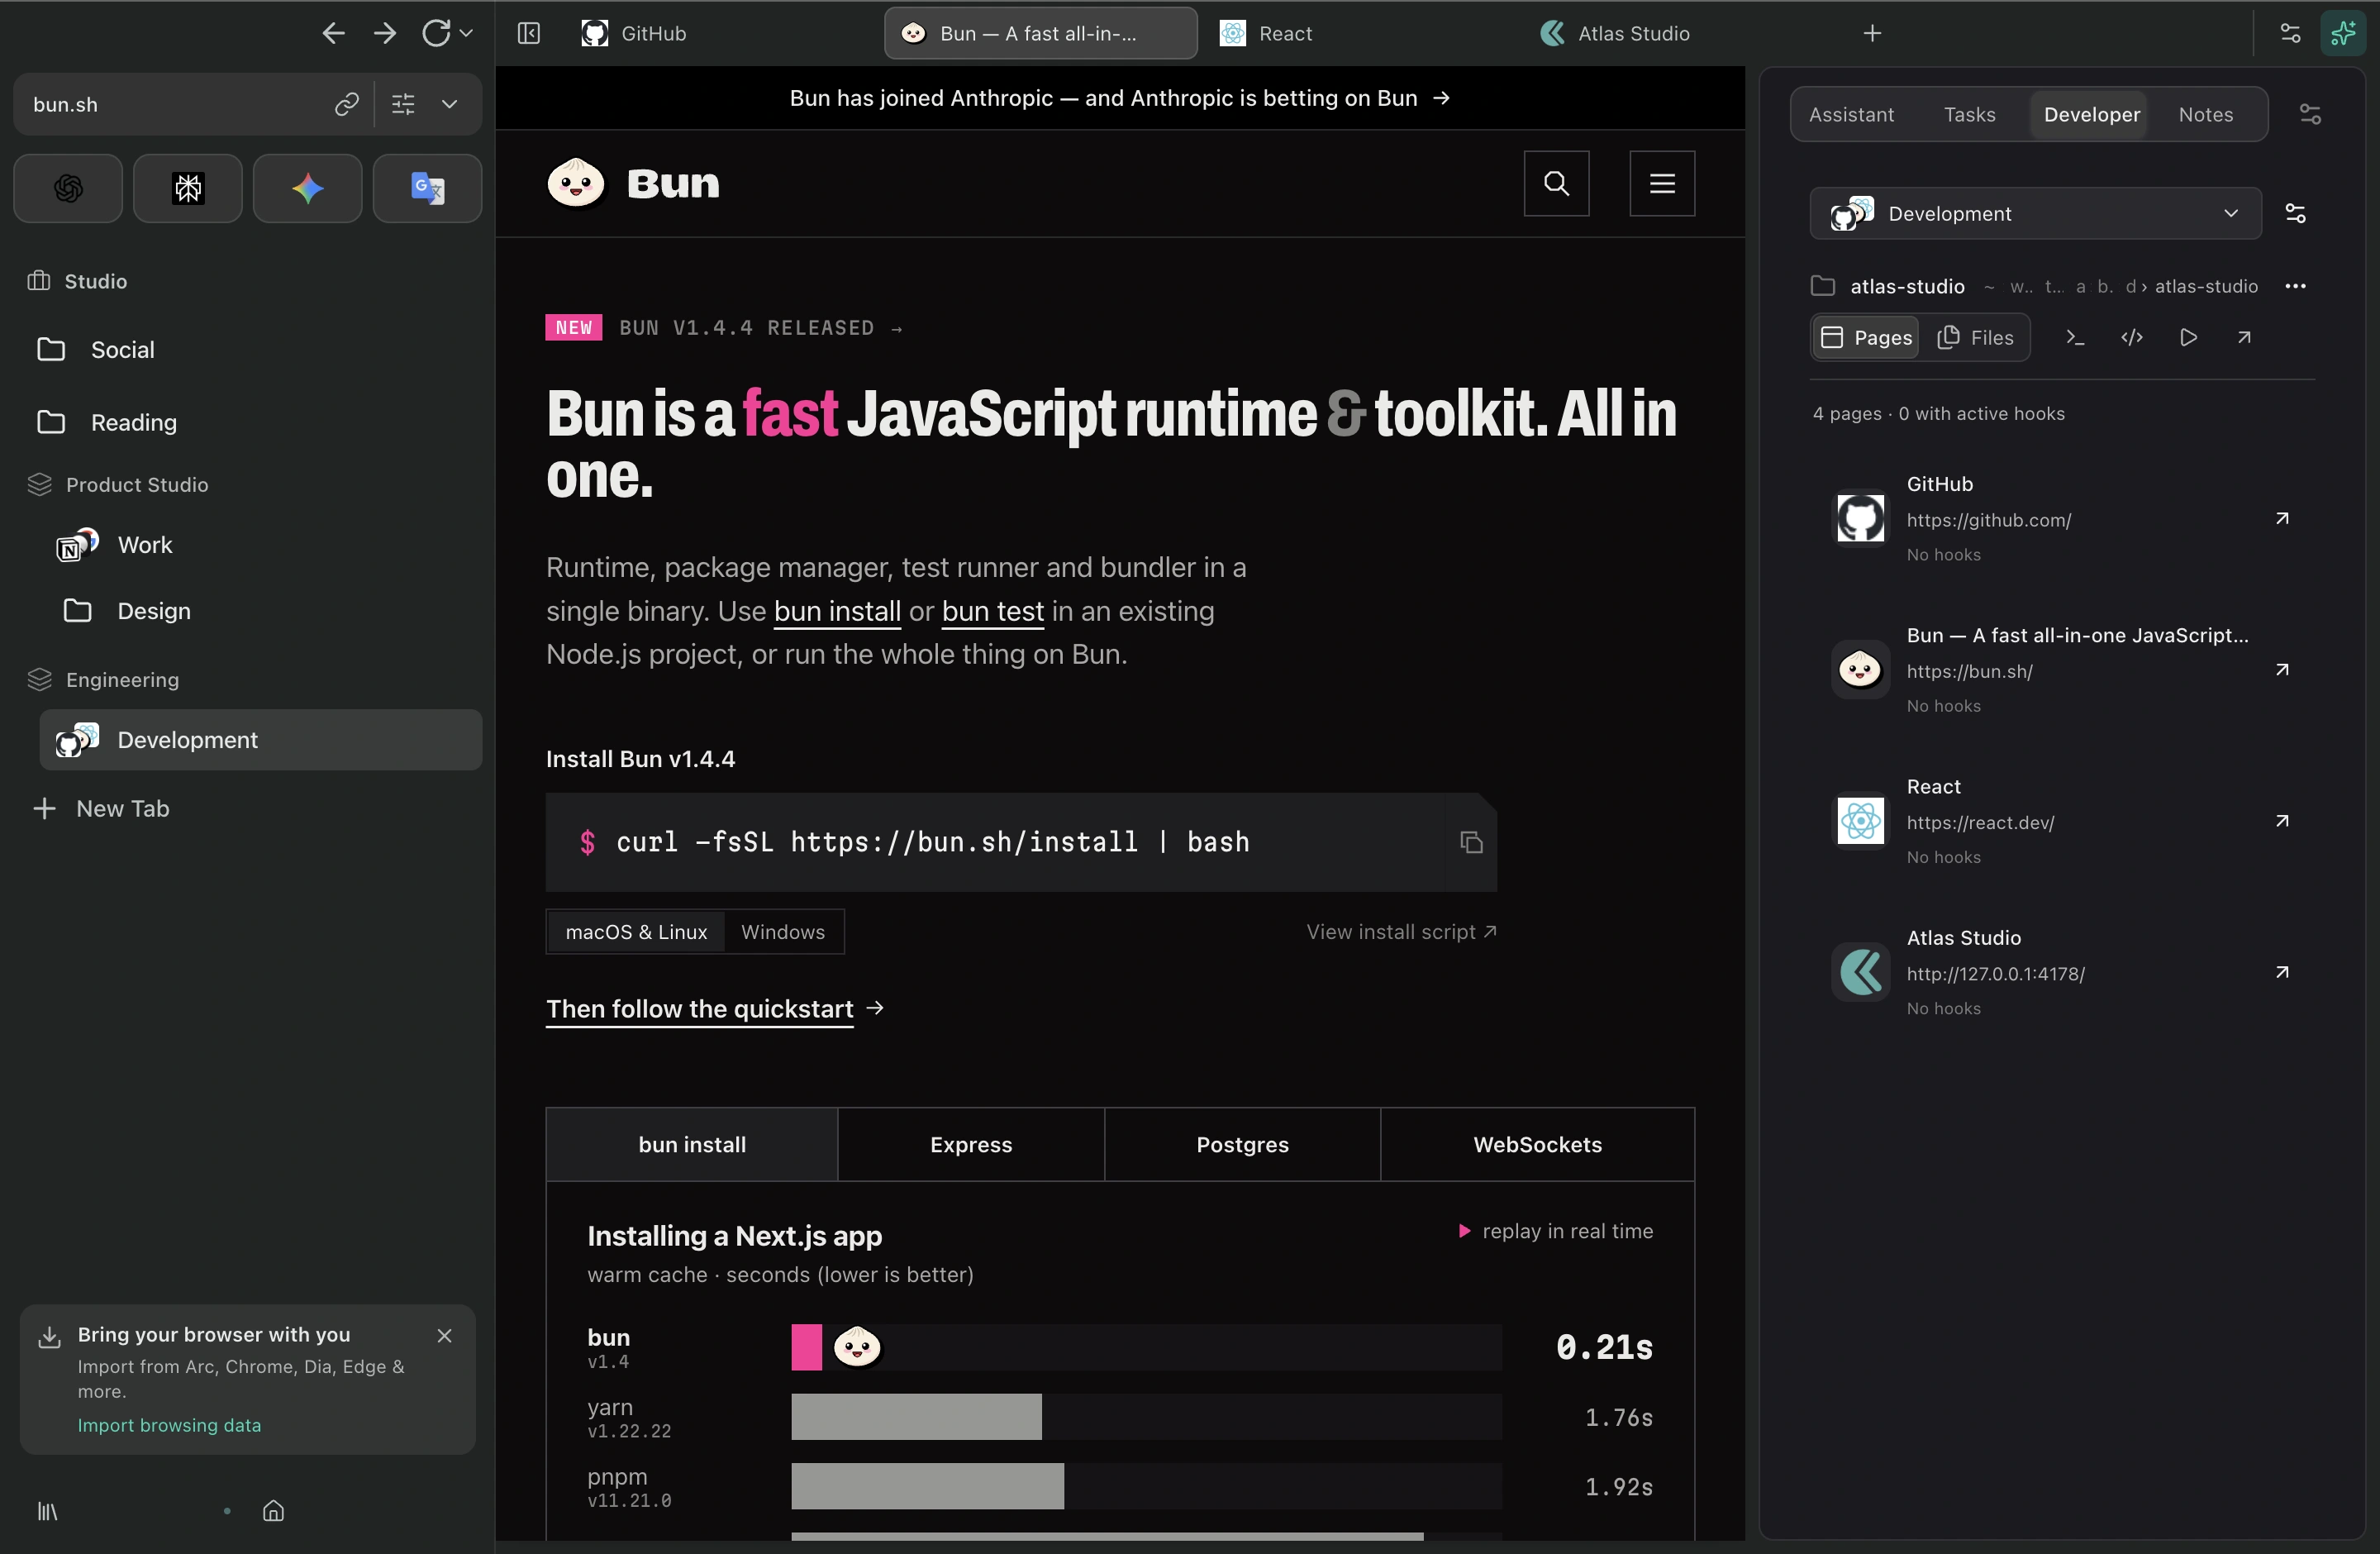 GitHub
Bun — A fast all-in-...
React
Atlas Studio
bun.sh
Studio
Social
Reading
Product Studio
Work
Design
Engineering
Development
New Tab
Bring your browser with you
Import from Arc, Chrome, Dia, Edge &
more.
Import browsing data
Bun has joined Anthropic — and Anthropic is betting on Bun →
Bun
NEW BUN V1.4.4 RELEASED →
Bun is a fast JavaScript runtime & toolkit. All in
one.
Runtime, package manager, test runner and bundler in a
single binary. Use bun install or bun test in an existing
Node.js project, or run the whole thing on Bun.
Install Bun v1.4.4
$ curl -fsSL https://bun.sh/install | bash
macOS & Linux Windows View install script ↗
Then follow the quickstart →
bun install Express Postgres WebSockets
Installing a Next.js app
replay in real time
warm cache · seconds (lower is better)
bun 0.21s
v1.4
yarn 1.76s
v1.22.22
pnpm 1.92s
v11.21.0
Assistant Tasks Developer Notes
Development
atlas-studio ~ w.. t... a b. d › atlas-studio
Pages Files
4 pages · 0 with active hooks
GitHub
https://github.com/
No hooks
Bun — A fast all-in-one JavaScript...
https://bun.sh/
No hooks
React
https://react.dev/
No hooks
Atlas Studio
http://127.0.0.1:4178/
No hooks